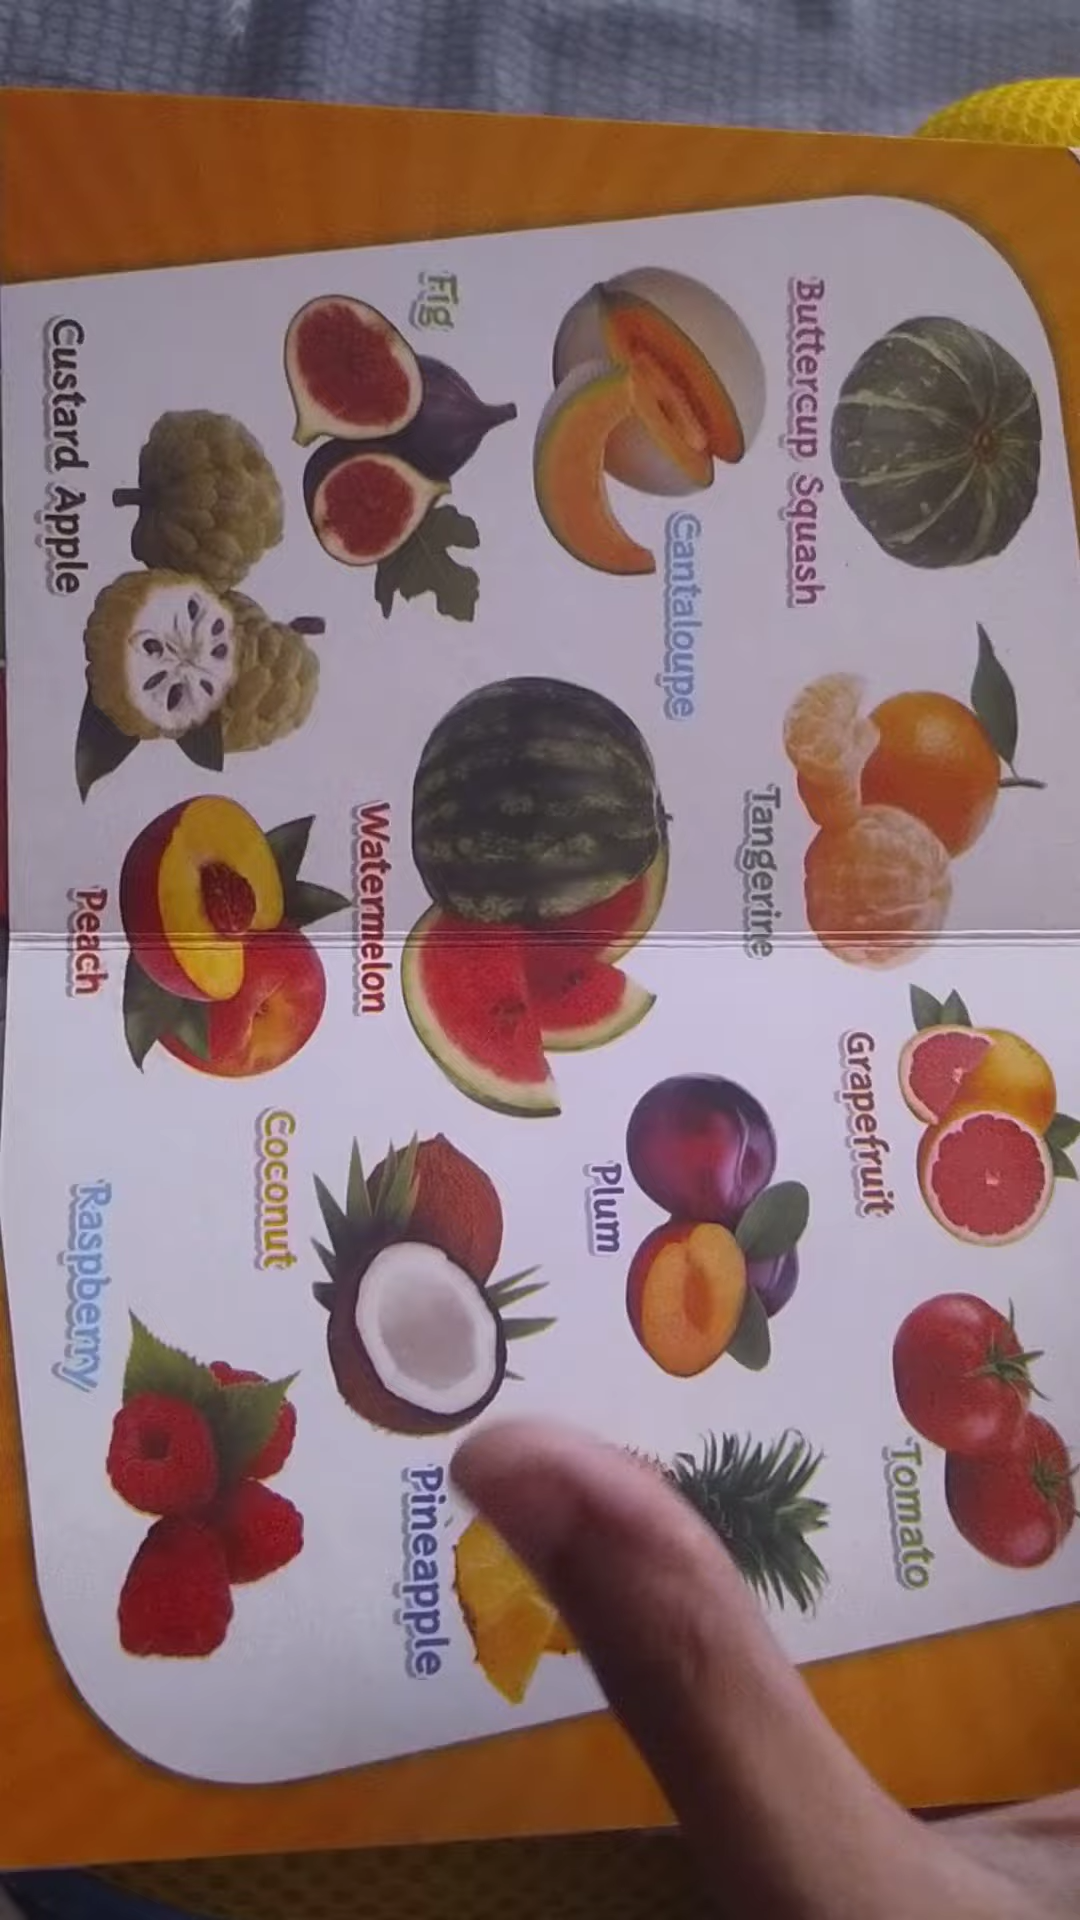 Buttercup Squash
Tangerine
Grapefruit
Tomato
Cantaloupe
Plum
Fig
Watermelon
Pineapple
Coconut
Custard Apple
Peach
Raspberry